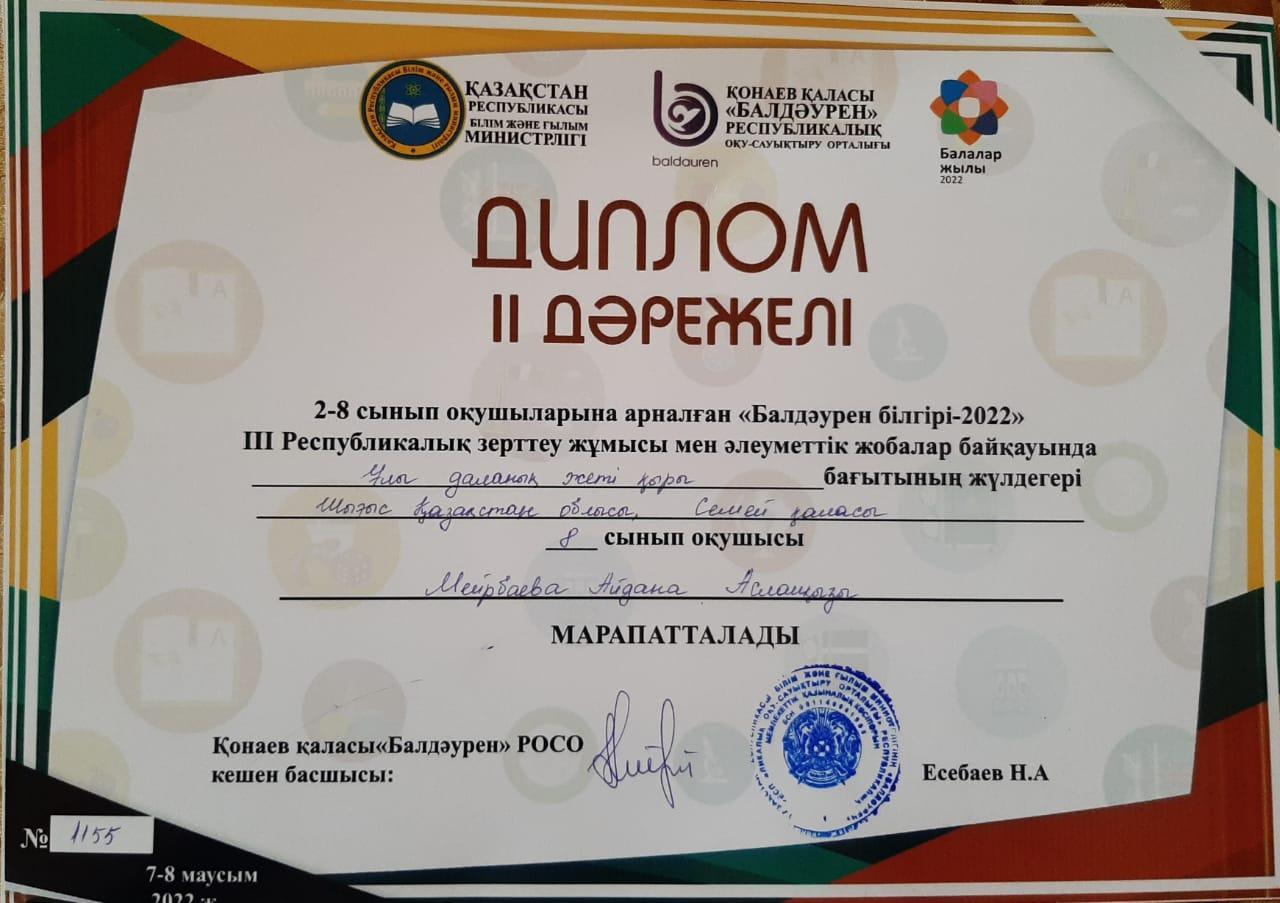 ҚАЗАҚСТАН
РЕСПУБЛИКАСЫ
БІЛІМ ЖӘНЕ ҒЫЛЫМ
МИНИСТРЛІГІ
baldauren
ҚОНАЕВ ҚАЛАСЫ
«БАЛДӘУРЕН»
РЕСПУБЛИКАЛЫҚ
ОҚУ-САУЫҚТЫРУ ОРТАЛЫҒЫ
Балалар
жылы
2022
ДИПЛОМ
II ДӘРЕЖЕЛІ
2-8 сынып оқушыларына арналған «Балдәурен білгірі-2022»
III Республикалық зерттеу жұмысы мен әлеуметтік жобалар байқауында
Ұлы даланың жеті қыры бағытының жүлдегері
Шығыс Қазақстан облысы, Семей қаласы
8 сынып оқушысы
Мейрбаева Айдана Асланқызы
МАРАПАТТАЛАДЫ
Қонаев қаласы«Балдәурен» РОСО
кешен басшысы:
Есебаев Н.А
№ 1155
7-8 маусым
2022 ж